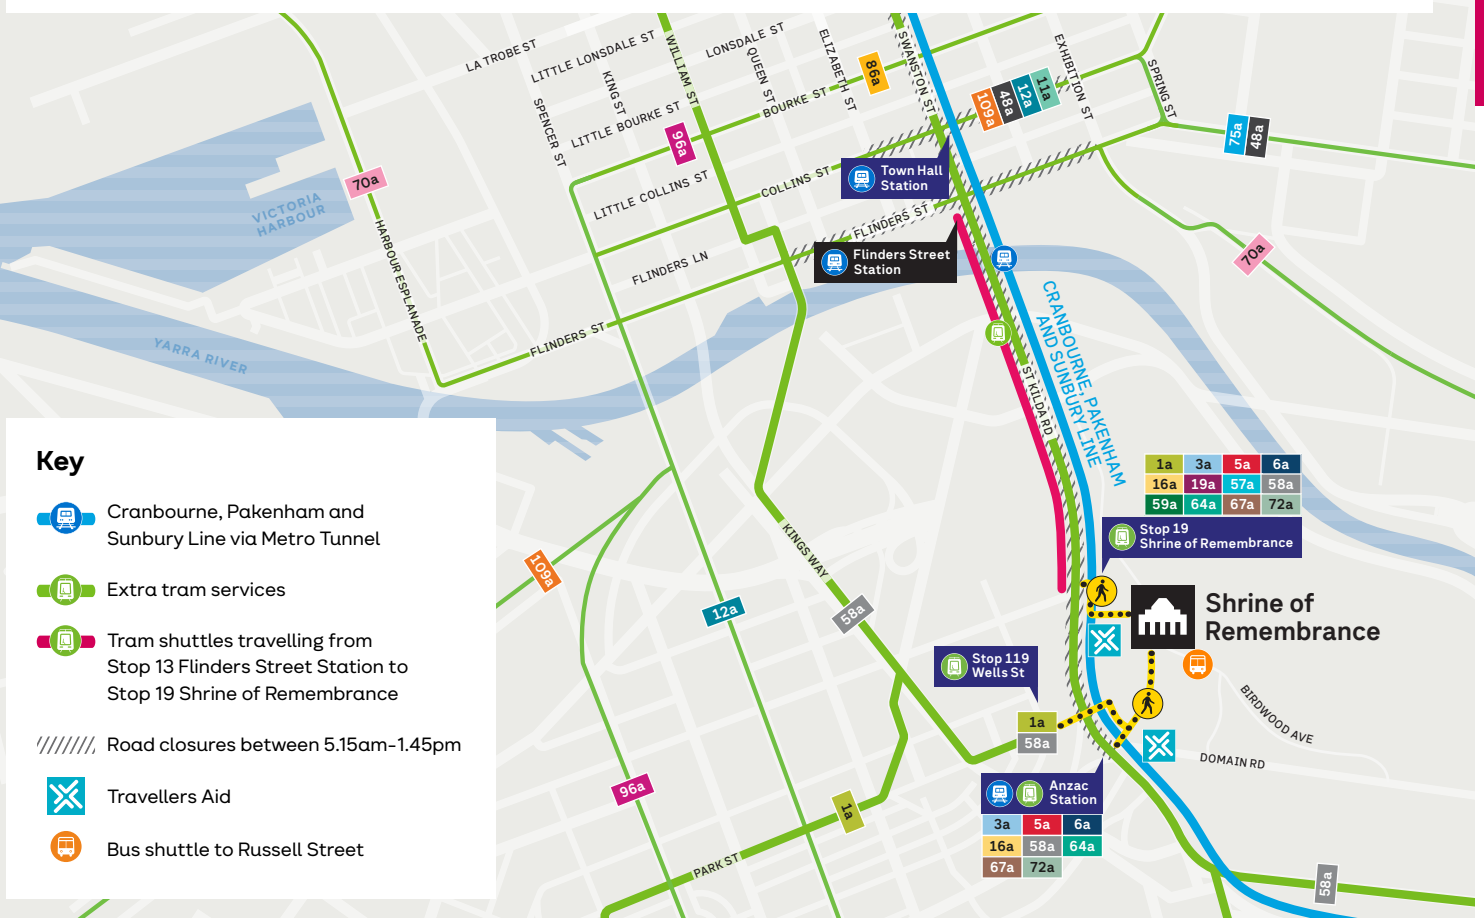 LA TROBE ST
LITTLE LONSDALE ST
LONSDALE ST
WILLIAM ST
KING ST
QUEEN ST
ELIZABETH ST
SWANSTON ST
EXHIBITION ST
SPRING ST
SPENCER ST
LITTLE BOURKE ST
BOURKE ST
86a
96a
109a
48a
12a
11a
75a
48a
70a
VICTORIA
HARBOUR
LITTLE COLLINS ST
COLLINS ST
Town Hall
Station
HARBOUR ESPLANADE
FLINDERS LN
FLINDERS ST
Flinders Street
Station
70a
FLINDERS ST
YARRA RIVER
CRANBOURNE, PAKENHAM
AND SUNBURY LINE
ST KILDA RD
1a 3a 5a 6a
16a 19a 57a 58a
59a 64a 67a 72a
Stop 19
Shrine of Remembrance
Shrine of
Remembrance
KINGS WAY
109a
12a
58a
Stop 119
Wells St
1a
58a
BIRDWOOD AVE
DOMAIN RD
Anzac
Station
3a 5a 6a
16a 58a 64a
67a 72a
96a
1a
PARK ST
58a
Key
Cranbourne, Pakenham and
Sunbury Line via Metro Tunnel
Extra tram services
Tram shuttles travelling from
Stop 13 Flinders Street Station to
Stop 19 Shrine of Remembrance
Road closures between 5.15am-1.45pm
Travellers Aid
Bus shuttle to Russell Street